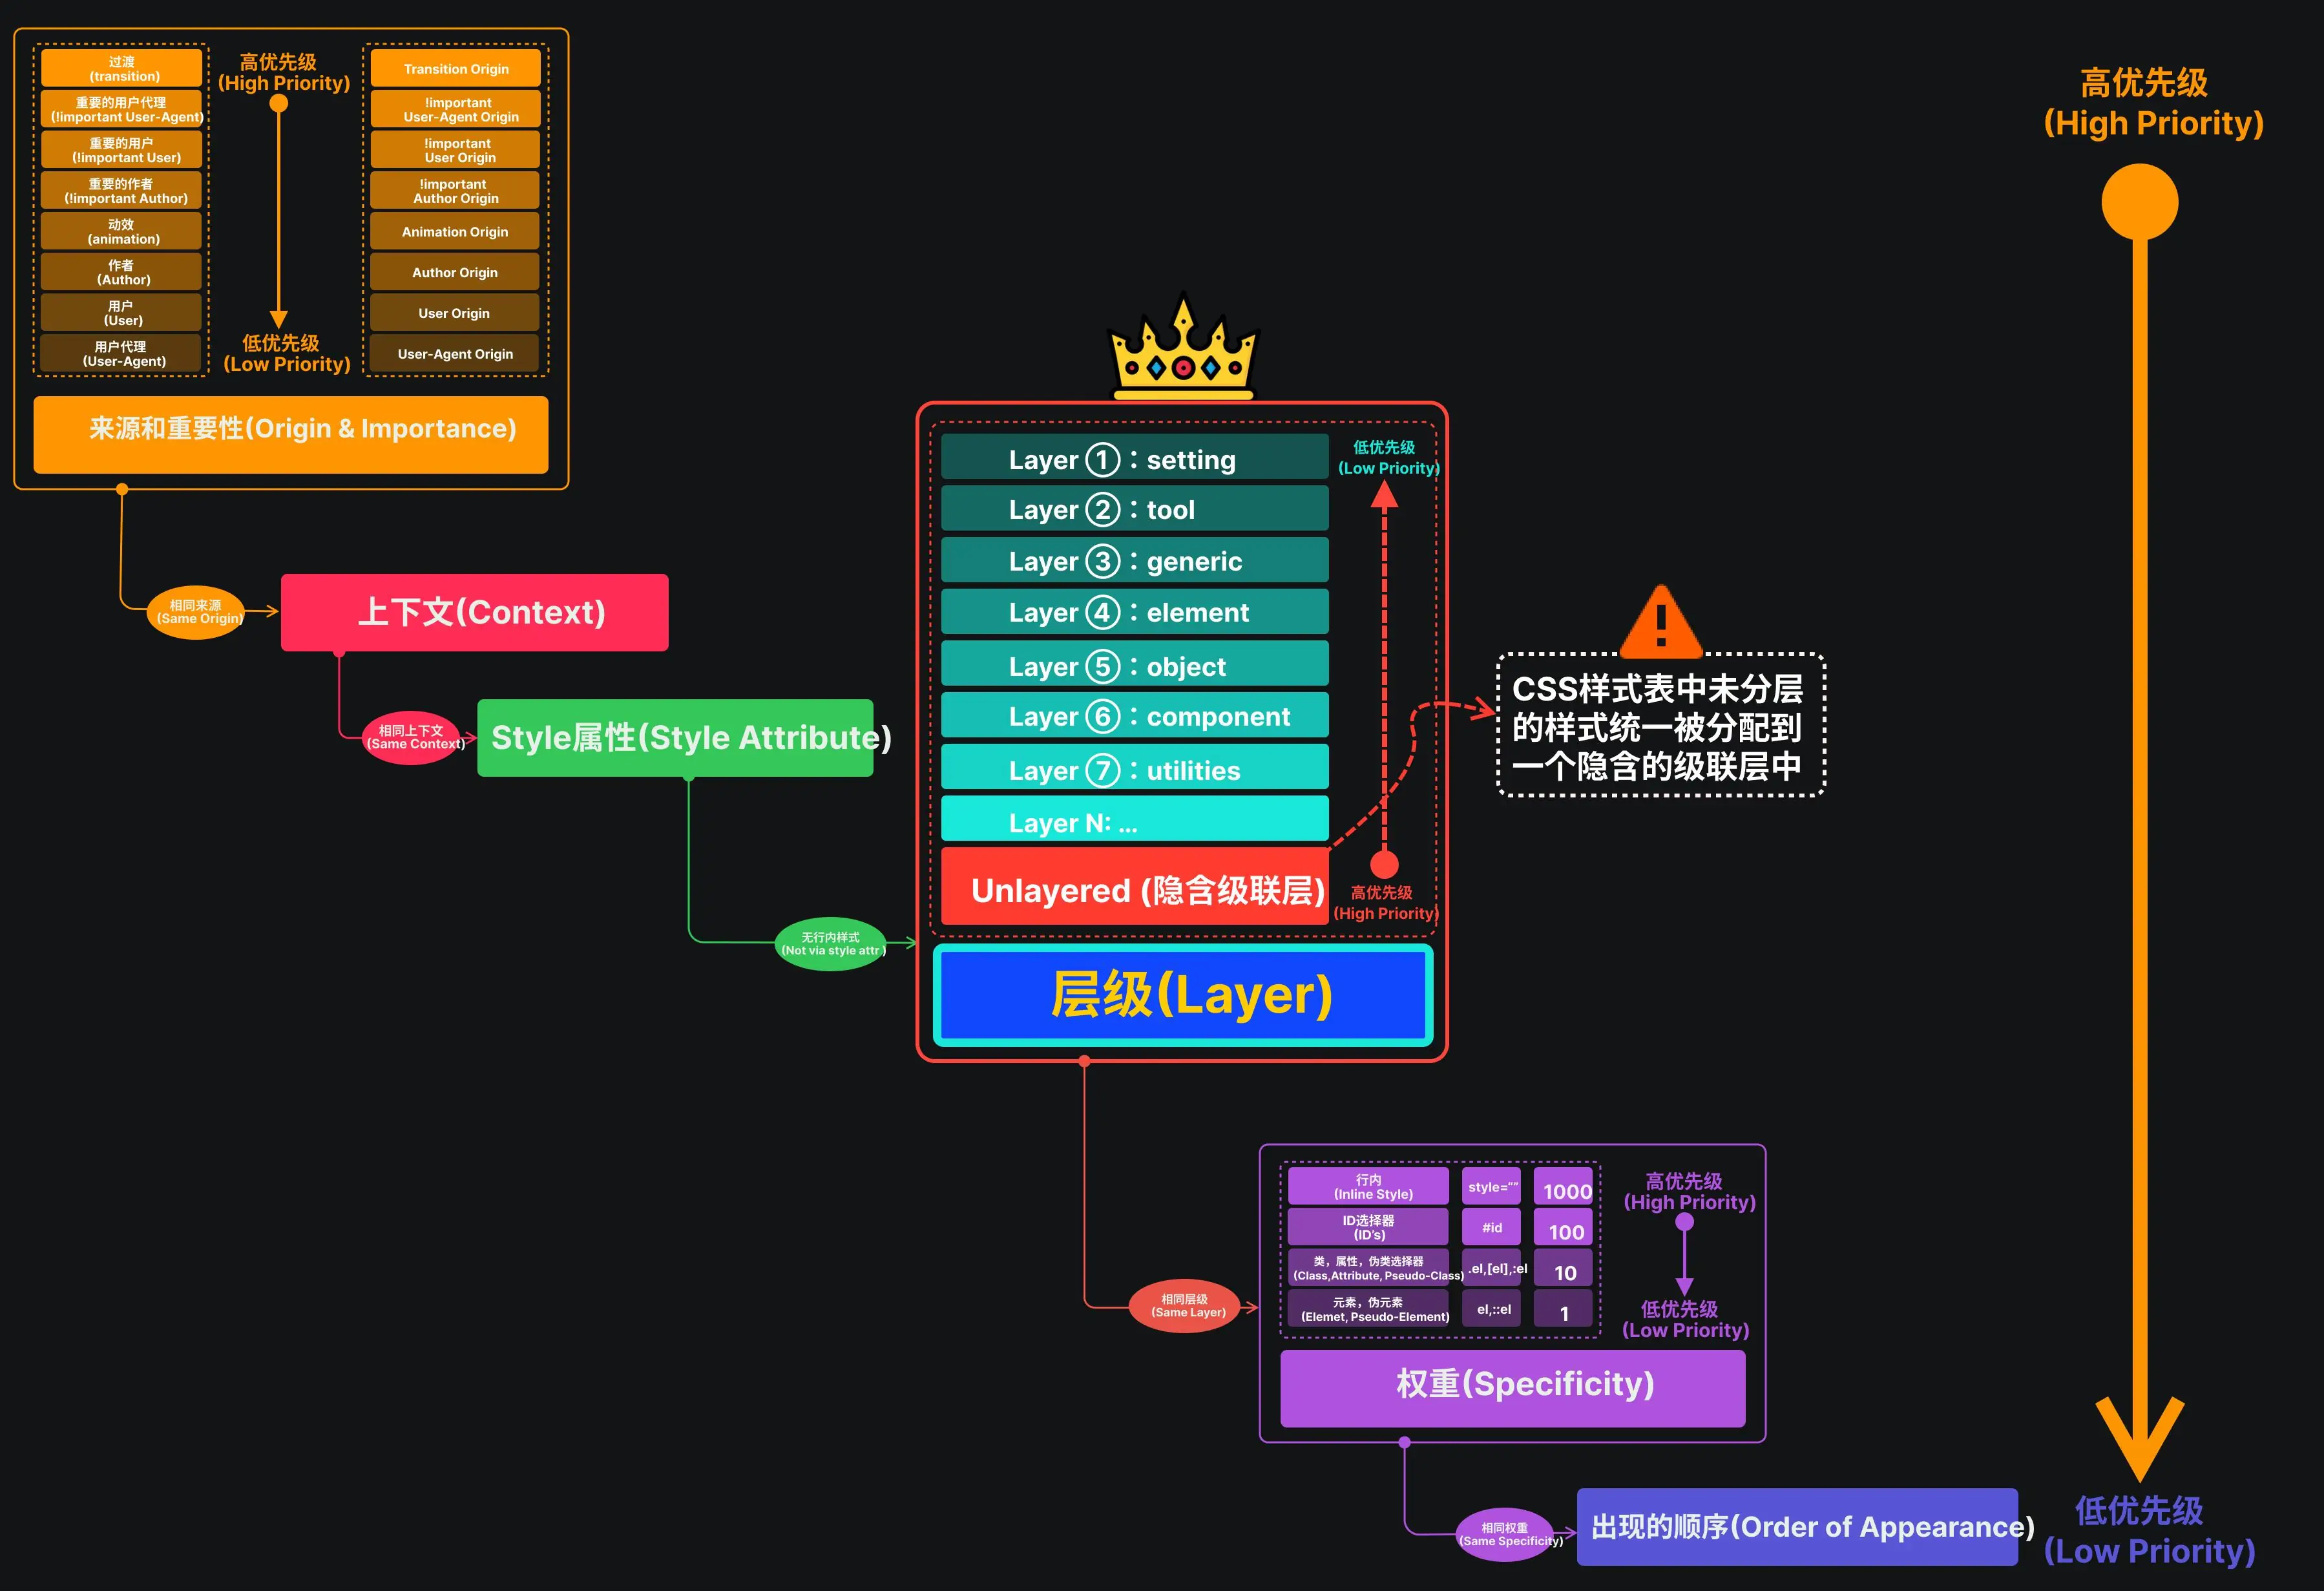 过渡
(transition)
重要的用户代理
(!important User-Agent)
重要的用户
(!important User)
重要的作者
(!important Author)
动效
(animation)
作者
(Author)
用户
(User)
用户代理
(User-Agent)
高优先级
(High Priority)
低优先级
(Low Priority)
Transition Origin
!important
User-Agent Origin
!important
User Origin
!important
Author Origin
Animation Origin
Author Origin
User Origin
User-Agent Origin
来源和重要性(Origin & Importance)
相同来源
(Same Origin)
上下文(Context)
相同上下文
(Same Context)
Style属性(Style Attribute)
无行内样式
(Not via style attr )
Layer ①：setting
Layer ②：tool
Layer ③：generic
Layer ④：element
Layer ⑤：object
Layer ⑥：component
Layer ⑦：utilities
Layer N: ...
Unlayered (隐含级联层)
低优先级
(Low Priority)
高优先级
(High Priority)
层级(Layer)
CSS样式表中未分层
的样式统一被分配到
一个隐含的级联层中
相同层级
(Same Layer)
行内
(Inline Style)
style=“”
1000
ID选择器
(ID’s)
#id
100
类，属性，伪类选择器
(Class,Attribute, Pseudo-Class)
.el,[el],:el
10
元素，伪元素
(Elemet, Pseudo-Element)
el,::el
1
高优先级
(High Priority)
低优先级
(Low Priority)
权重(Specificity)
相同权重
(Same Specificity)
出现的顺序(Order of Appearance)
高优先级
(High Priority)
低优先级
(Low Priority)